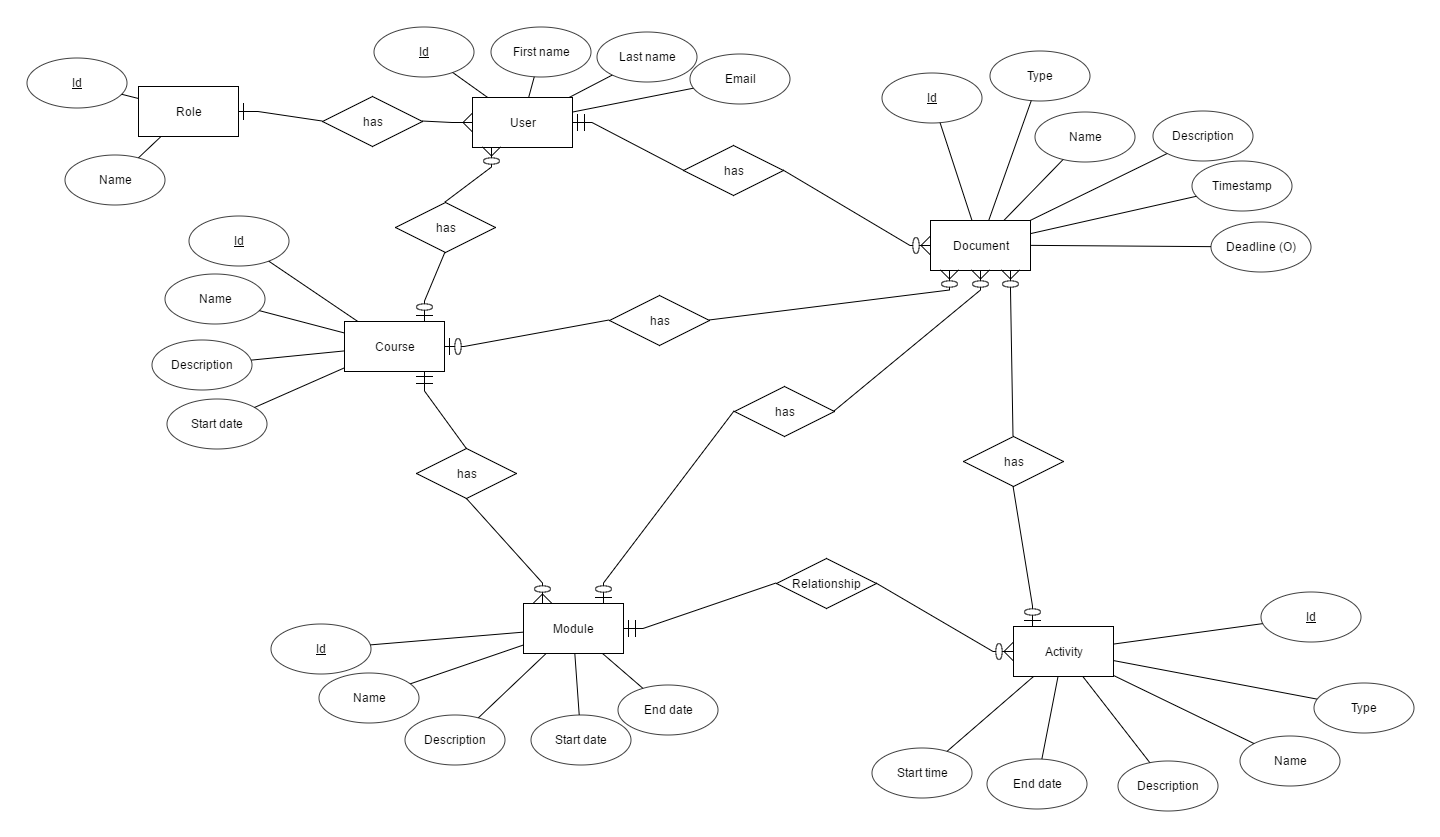 Id
First name
Last name
Email
Id
Role
has
User
Name
Id
Type
Name
Description
Timestamp
Document
Deadline (O)
has
has
Id
Name
Description
Start date
Course
has
has
has
has
Relationship
Id
Name
Description
Start date
End date
Module
Activity
Id
Type
Name
Description
End date
Start time